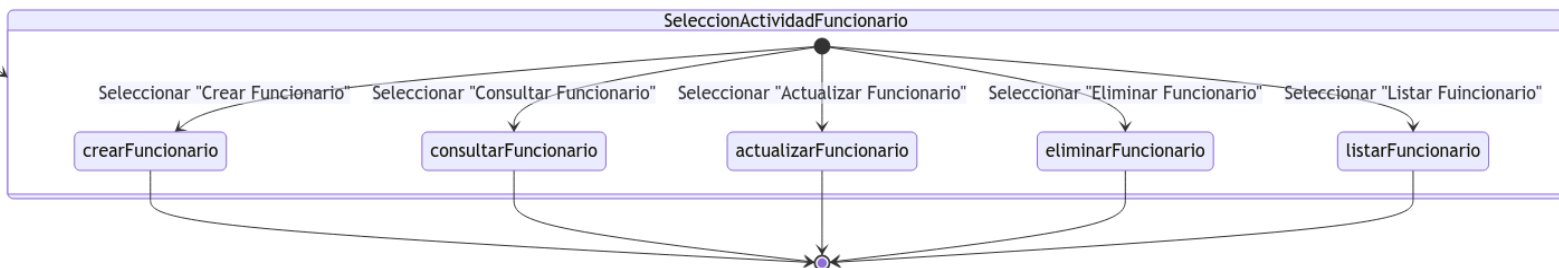 SeleccionActividadFuncionario
Seleccionar "Crear Funcionario"
Seleccionar "Consultar Funcionario"
Seleccionar "Actualizar Funcionario"
Seleccionar "Eliminar Funcionario"
Seleccionar "Listar Fuincionario"
crearFuncionario
consultarFuncionario
actualizarFuncionario
eliminarFuncionario
listarFuncionario